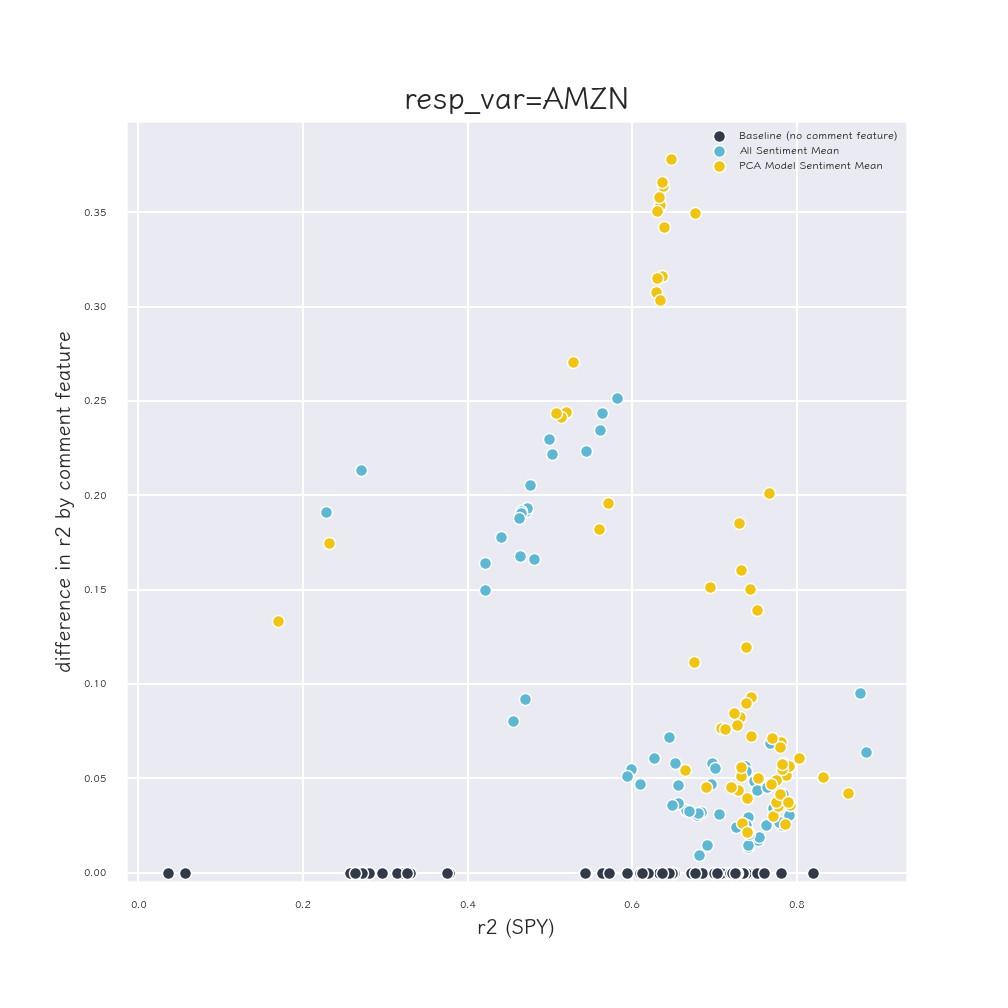 resp_var=AMZN
Baseline (no comment feature)
All Sentiment Mean
PCA Model Sentiment Mean
difference in r2 by comment feature
0.35
0.30
0.25
0.20
0.15
0.10
0.05
0.00
0.0
0.2
0.4
0.6
0.8
r2 (SPY)